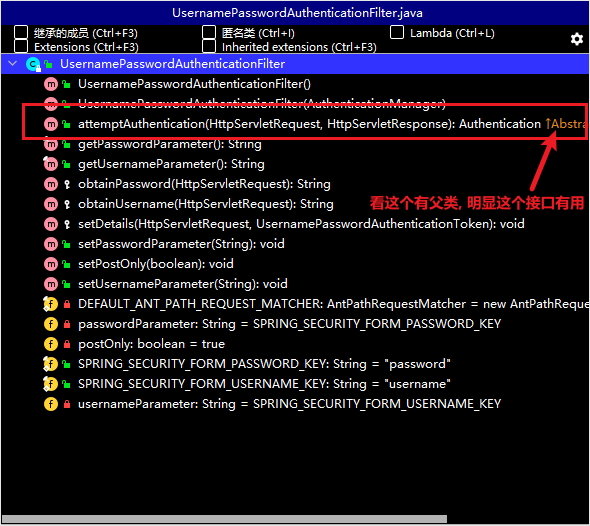 UsernamePasswordAuthenticationFilter.java
继承的成员 (Ctrl+F3)
匿名类 (Ctrl+I)
Lambda (Ctrl+L)
Extensions (Ctrl+F3)
Inherited extensions (Ctrl+F3)
UsernamePasswordAuthenticationFilter
UsernamePasswordAuthenticationFilter()
UsernamePasswordAuthenticationFilter(AuthenticationManager)
attemptAuthentication(HttpServletRequest, HttpServletResponse): Authentication ↑Abstra
getPasswordParameter(): String
getUsernameParameter(): String
obtainPassword(HttpServletRequest): String
obtainUsername(HttpServletRequest): String
看这个有父类, 明显这个接口有用
setDetails(HttpServletRequest, UsernamePasswordAuthenticationToken): void
setPasswordParameter(String): void
setPostOnly(boolean): void
setUsernameParameter(String): void
DEFAULT_ANT_PATH_REQUEST_MATCHER: AntPathRequestMatcher = new AntPathReque
passwordParameter: String = SPRING_SECURITY_FORM_PASSWORD_KEY
postOnly: boolean = true
SPRING_SECURITY_FORM_PASSWORD_KEY: String = "password"
SPRING_SECURITY_FORM_USERNAME_KEY: String = "username"
usernameParameter: String = SPRING_SECURITY_FORM_USERNAME_KEY